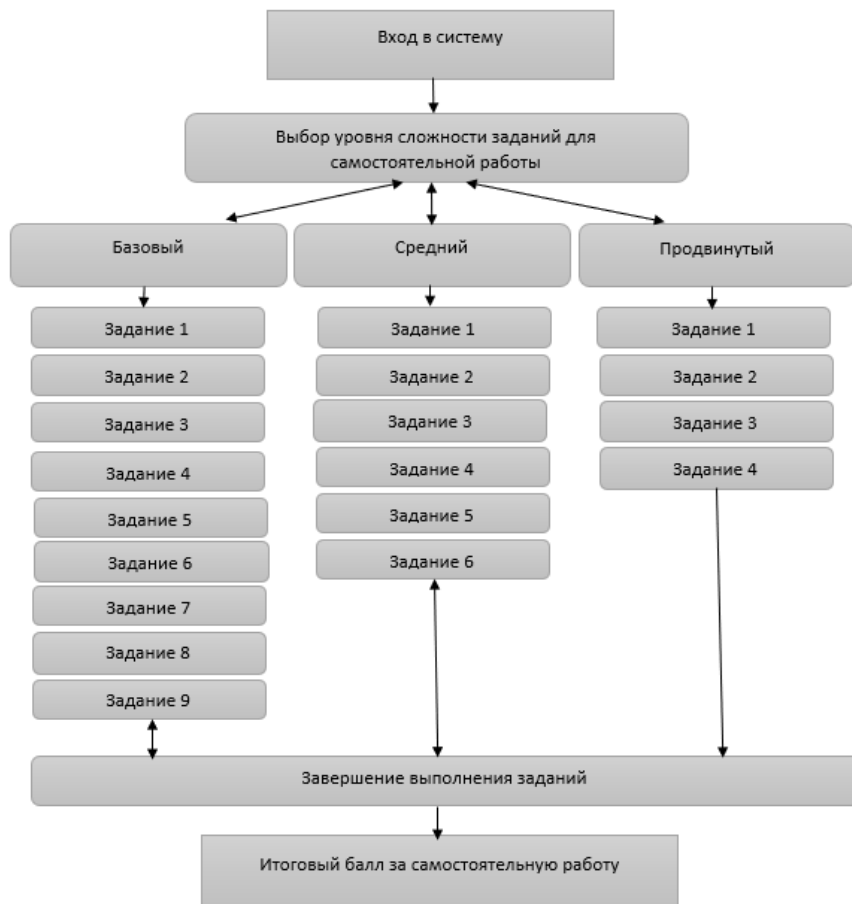 Вход в систему
Выбор уровня сложности заданий для
самостоятельной работы
Базовый
Задание 1
Задание 2
Задание 3
Задание 4
Задание 5
Задание 6
Задание 7
Задание 8
Задание 9
Средний
Задание 1
Задание 2
Задание 3
Задание 4
Задание 5
Задание 6
Продвинутый
Задание 1
Задание 2
Задание 3
Задание 4
Завершение выполнения заданий
Итоговый балл за самостоятельную работу